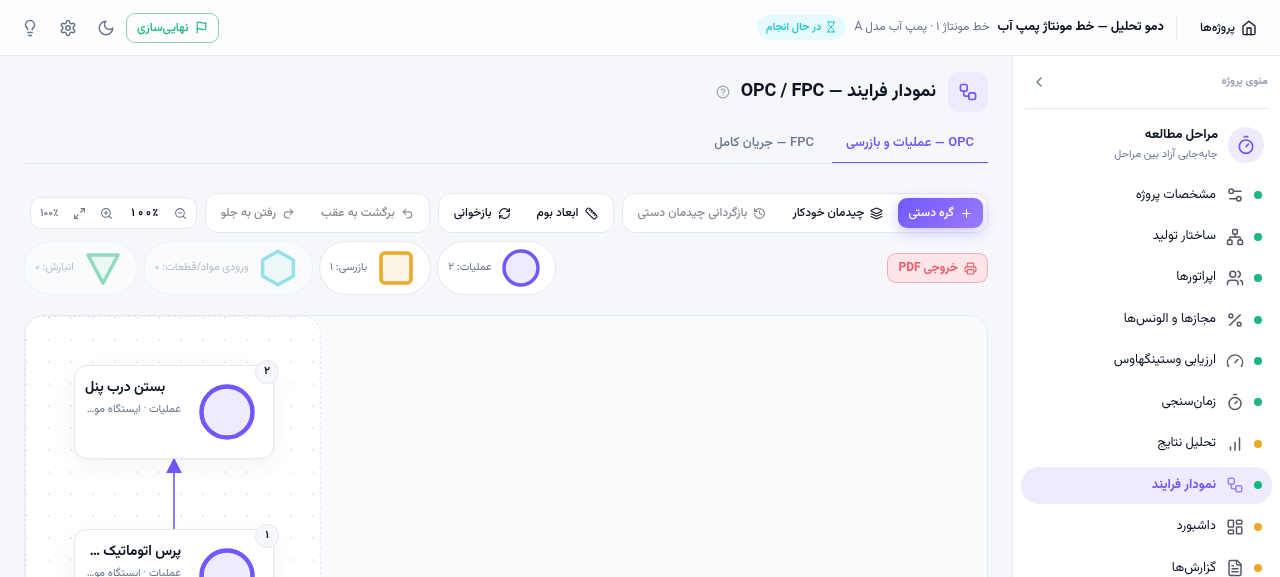 پروژه‌ها
دمو تحلیل – خط مونتاژ پمپ آب
خط مونتاژ ۱ · پمپ آب مدل A
در حال انجام
نهایی‌سازی
منوی پروژه
مراحل مطالعه
جابه‌جایی آزاد بین مراحل
مشخصات پروژه
ساختار تولید
اپراتورها
مجازها و الونس‌ها
ارزیابی وستینگهاوس
زمان‌سنجی
تحلیل نتایج
نمودار فرایند
داشبورد
گزارش‌ها
نمودار فرایند – OPC / FPC
OPC – عملیات و بازرسی
FPC – جریان کامل
گره دستی
چیدمان خودکار
بازگردانی چیدمان دستی
ابعاد بوم
بازخوانی
برگشت به عقب
رفتن به جلو
۱۰۰٪
۱۰۰٪
خروجی PDF
عملیات: ۲
بازرسی: ۱
ورودی مواد/قطعات: ۰
انبارش: ۰
۲
بستن درب پنل
عملیات · ایستگاه مو...
۱
پرس اتوماتیک ...
عملیات · ایستگاه مو...